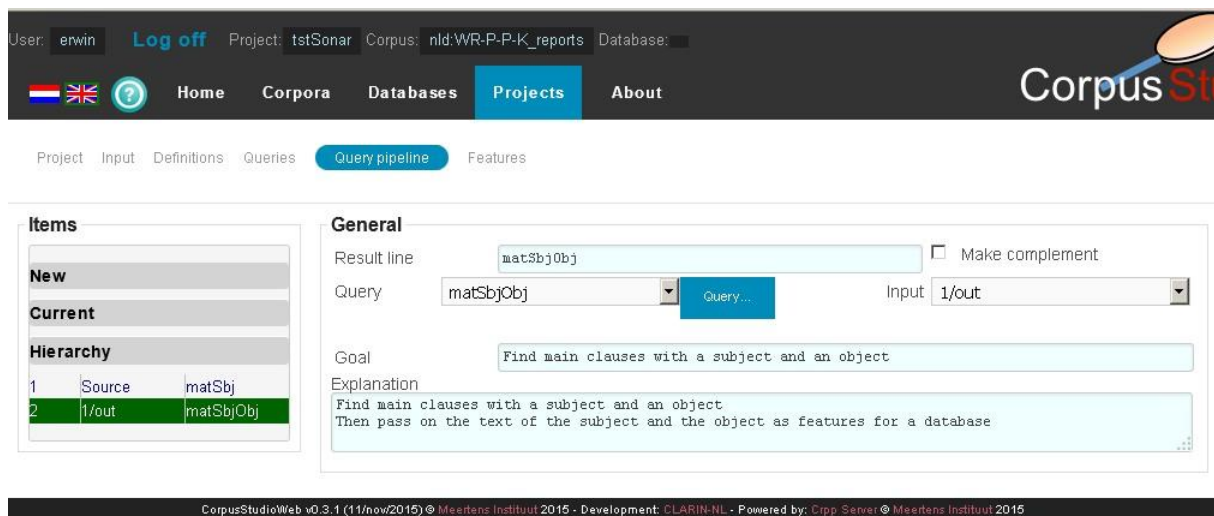 User: erwin Log off Project: tstSonar Corpus: nld:WR-P-P-K_reports Database:
Home Corpora Databases Projects About
Corpus
Project Input Definitions Queries Query pipeline Features
Items
New
Current
Hierarchy
1 Source matSbj
2 1/out matSbjObj
General
Result line matSbjObj Make complement
Query matSbjObj Query... Input 1/out
Goal Find main clauses with a subject and an object
Explanation
Find main clauses with a subject and an object
Then pass on the text of the subject and the object as features for a database
CorpusStudioWeb v0.3.1 (11/nov/2015) © Meertens Instituut 2015 - Development: CLARIN-NL - Powered by: Crpp Server © Meertens Instituut 2015